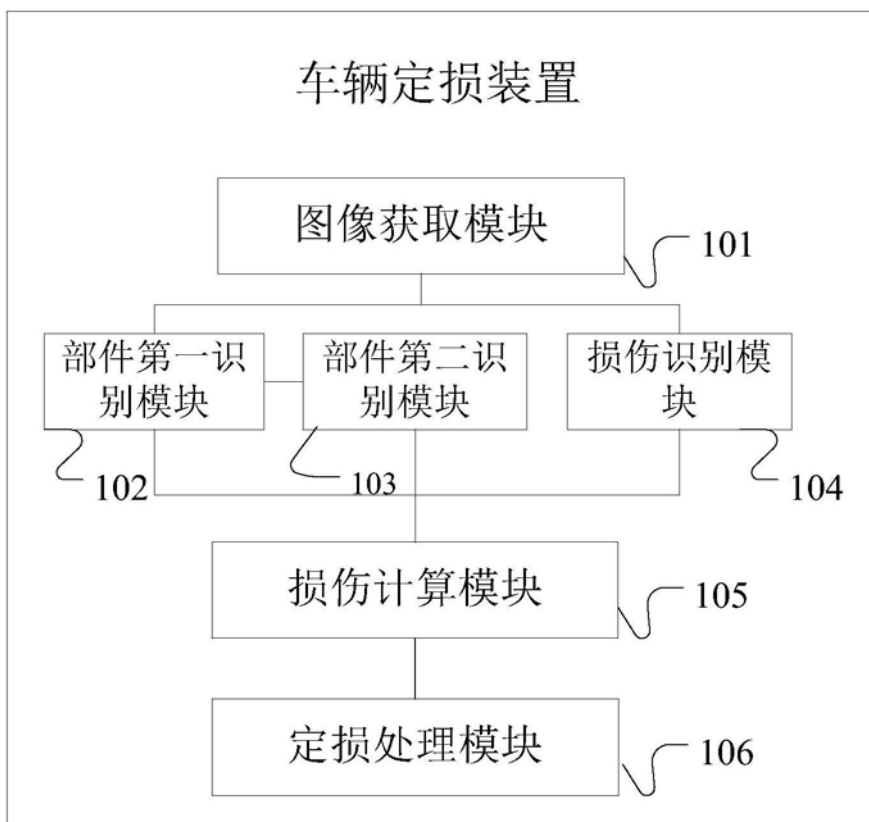 车辆定损装置
图像获取模块
101
部件第一识
别模块
部件第二识
别模块
损伤识别模
块
102
103
104
损伤计算模块
105
定损处理模块
106